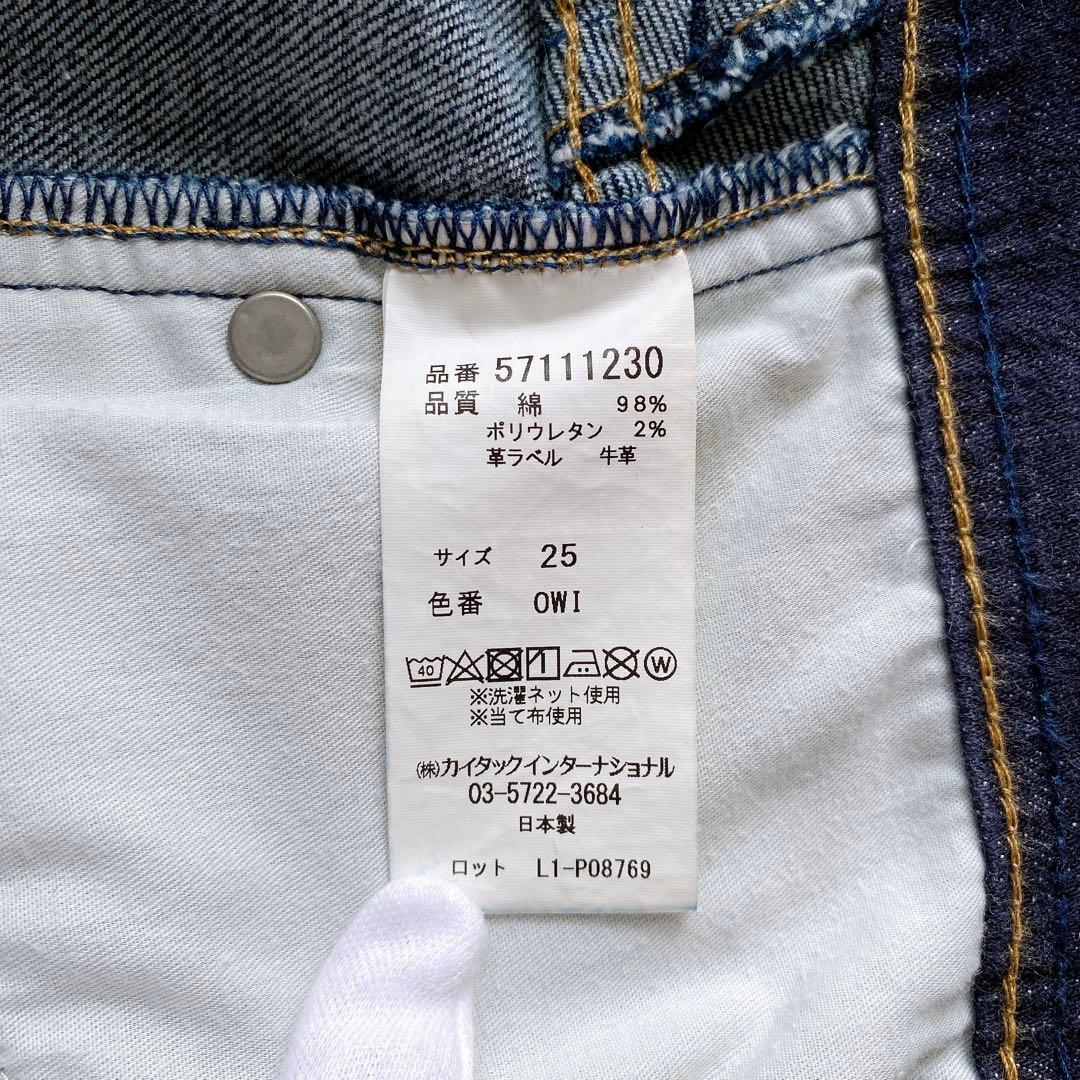 品番 57111230
品質 綿 98%
ポリウレタン 2%
革ラベル 牛革
サイズ 25
色番 OWI
40 W
※洗濯ネット使用
※当て布使用
(株)カイタックインターナショナル
03-5722-3684
日本製
ロット L1-P08769